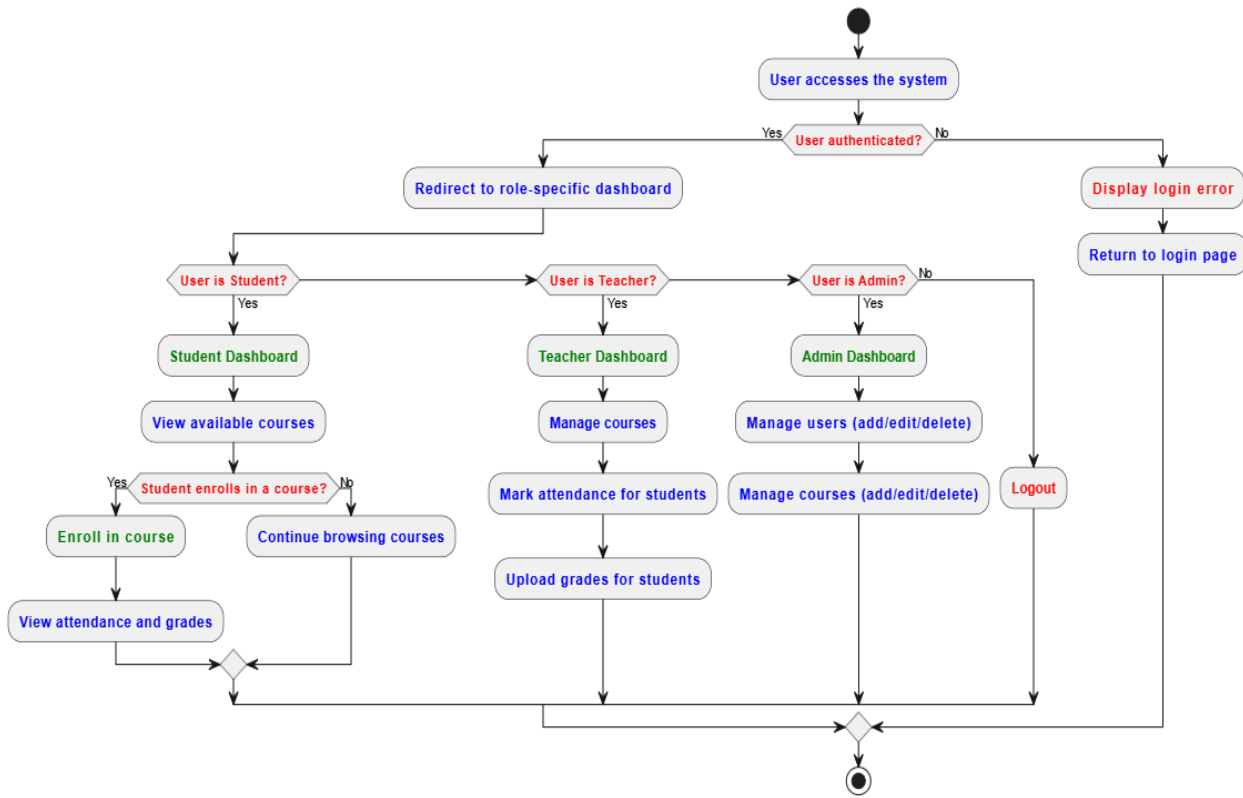 User accesses the system
Yes
User authenticated?
No
Redirect to role-specific dashboard
Display login error
Return to login page
User is Student?
User is Teacher?
User is Admin?
No
Yes
Yes
Yes
Student Dashboard
Teacher Dashboard
Admin Dashboard
View available courses
Manage courses
Manage users (add/edit/delete)
Yes
Student enrolls in a course?
No
Mark attendance for students
Manage courses (add/edit/delete)
Logout
Enroll in course
Continue browsing courses
Upload grades for students
View attendance and grades